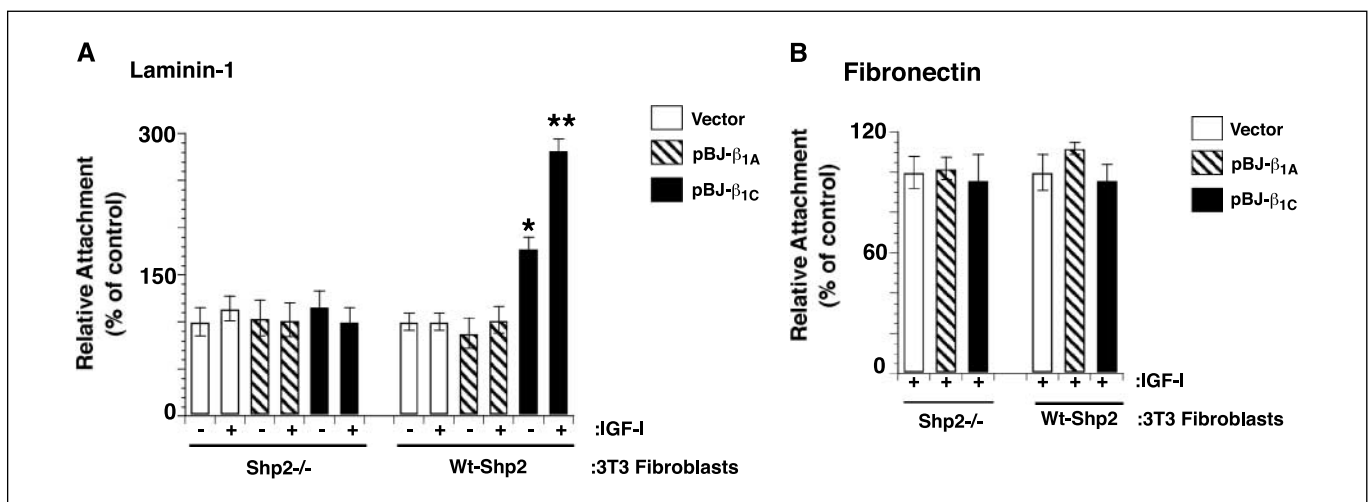 A
Laminin-1
Relative Attachment
(% of control)
300
150
0
**
*
Vector
pBJ-β1A
pBJ-β1C
- + - + - + - + - + - +
:IGF-I
Shp2-/- Wt-Shp2 :3T3 Fibroblasts
B
Fibronectin
Relative Attachment
(% of control)
120
60
0
Vector
pBJ-β1A
pBJ-β1C
+ + + + + +
:IGF-I
Shp2-/- Wt-Shp2 :3T3 Fibroblasts